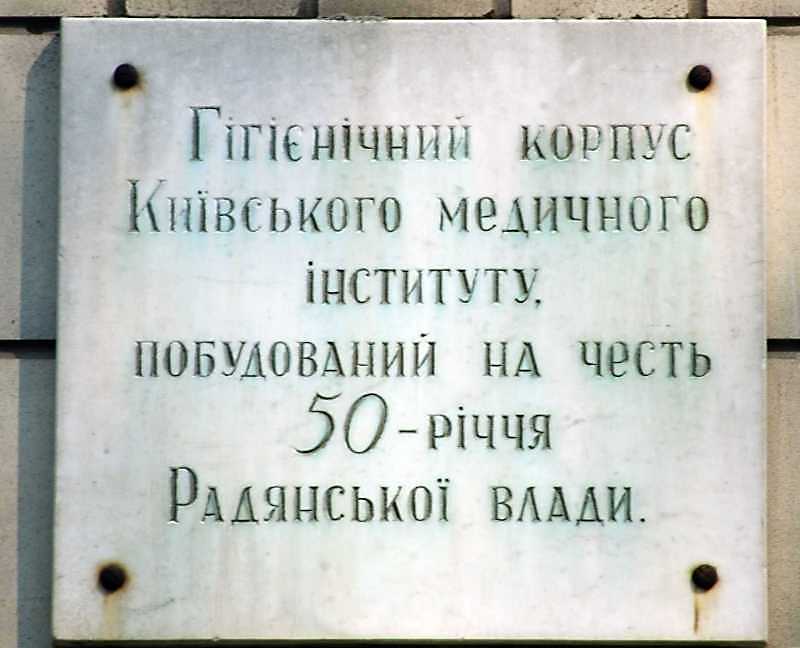 Гігієнічний корпус
Київського медичного
інституту,
побудований на честь
50-річчя
Радянської влади.